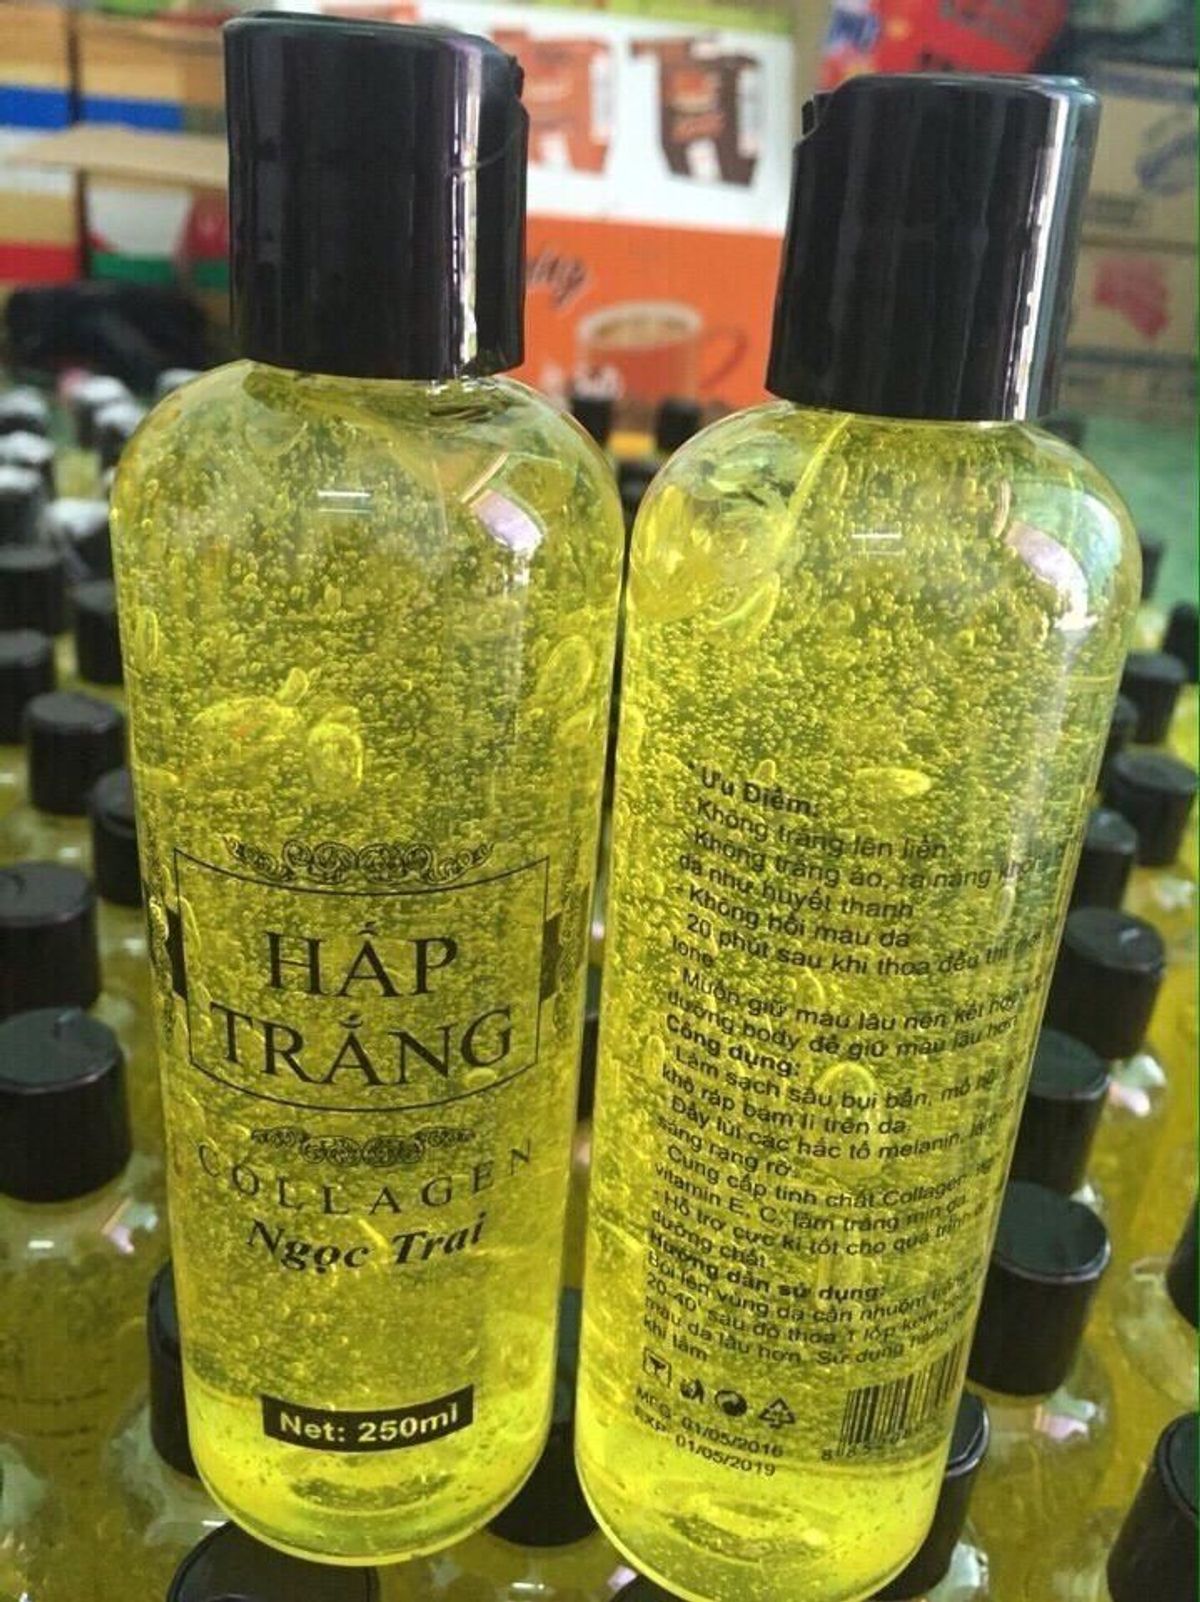 HẤP
TRẮNG
COLLAGEN
Ngọc Trai
Net: 250ml
* Ưu Điểm:
- Không trắng lên liền.
- Không trắng ảo, ra nắng
da như huyết thanh
- Không hồi màu da
- 20 phút sau khi thoa đều thì
tone
- Muốn giữ màu lâu nên kết hợp
dưỡng body để giữ màu lâu hơn
Công dụng:
- Làm sạch sâu bụi bẩn, mồ
khô ráp bám lì trên da.
- Đẩy lùi các hắc tố melanin,
sáng rạng rỡ.
- Cung cấp tinh chất Collagen
vitamin E, C, làm trắng mịn da.
- Hỗ trợ cực kì tốt cho quá trình
dưỡng chất.
Hướng dẫn sử dụng:
Bôi lên vùng da cần nhuộm trắng
20-40' sau đó thoa 1 lớp kem
màu da lâu hơn. Sử dụng hàng
khi tắm
MFG: 01/05/2016
EXP: 01/05/2019